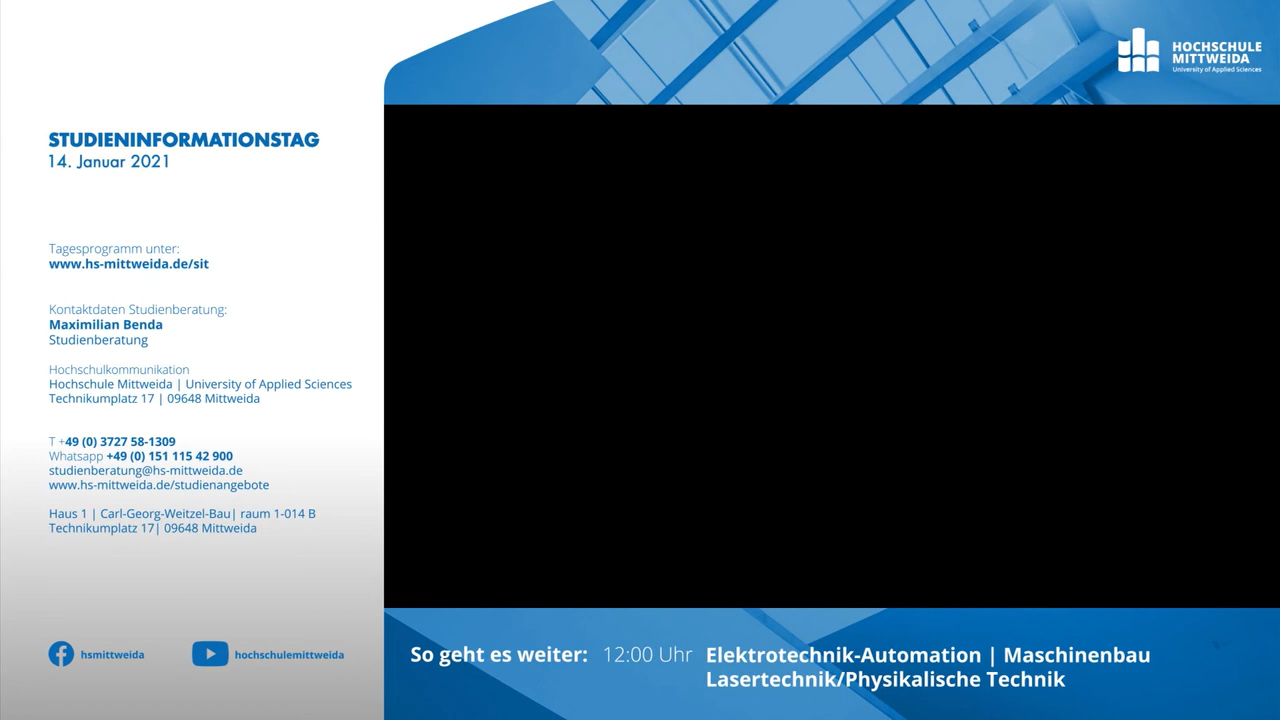 HOCHSCHULE
MITTWEIDA
University of Applied Sciences
STUDIENINFORMATIONSTAG
14. Januar 2021
Tagesprogramm unter:
www.hs-mittweida.de/sit
Kontaktdaten Studienberatung:
Maximilian Benda
Studienberatung
Hochschulkommunikation
Hochschule Mittweida | University of Applied Sciences
Technikumplatz 17 | 09648 Mittweida
T +49 (0) 3727 58-1309
Whatsapp +49 (0) 151 115 42 900
studienberatung@hs-mittweida.de
www.hs-mittweida.de/studienangebote
Haus 1 | Carl-Georg-Weitzel-Bau| raum 1-014 B
Technikumplatz 17| 09648 Mittweida
hsmittweida hochschulemittweida
So geht es weiter: 12:00 Uhr Elektrotechnik-Automation | Maschinenbau
Lasertechnik/Physikalische Technik